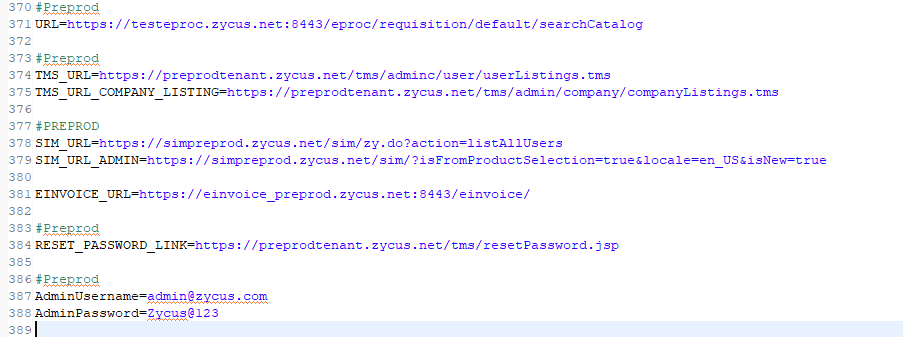 370 #Preprod
371 URL=https://testeproc.zycus.net:8443/eproc/requisition/default/searchCatalog
372
373 #Preprod
374 TMS_URL=https://preprodtenant.zycus.net/tms/adminc/user/userListings.tms
375 TMS_URL_COMPANY_LISTING=https://preprodtenant.zycus.net/tms/admin/company/companyListings.tms
376
377 #PREPROD
378 SIM_URL=https://simpreprod.zycus.net/sim/zy.do?action=listAllUsers
379 SIM_URL_ADMIN=https://simpreprod.zycus.net/sim/?isFromProductSelection=true&locale=en_US&isNew=true
380
381 EINVOICE_URL=https://einvoice_preprod.zycus.net:8443/einvoice/
382
383 #Preprod
384 RESET_PASSWORD_LINK=https://preprodtenant.zycus.net/tms/resetPassword.jsp
385
386 #Preprod
387 AdminUsername=admin@zycus.com
388 AdminPassword=Zycus@123
389